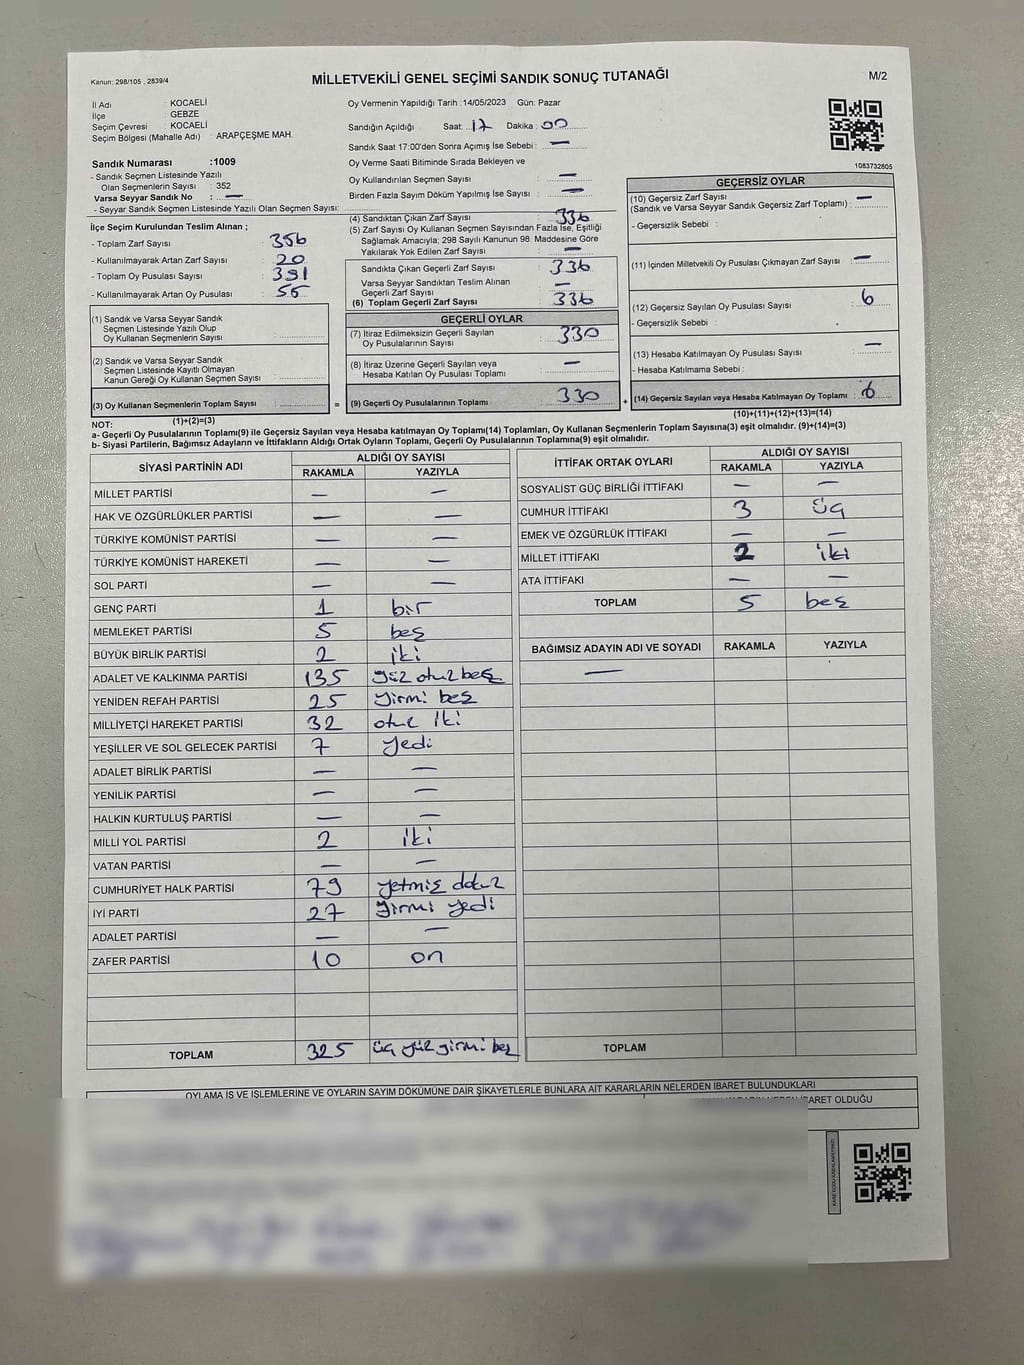 Kanun: 298/105 , 2839/4
MİLLETVEKİLİ GENEL SEÇİMİ SANDIK SONUÇ TUTANAĞI
M/2
İl Adı : KOCAELİ
İlçe : GEBZE
Seçim Çevresi : KOCAELİ
Seçim Bölgesi (Mahalle Adı) : ARAPÇEŞME MAH.
Sandık Numarası :1009
- Sandık Seçmen Listesinde Yazılı
Olan Seçmenlerin Sayısı : 352
Varsa Seyyar Sandık No : —
- Seyyar Sandık Seçmen Listesinde Yazılı Olan Seçmen Sayısı:
Oy Vermenin Yapıldığı Tarih :14/05/2023 Gün: Pazar
Sandığın Açıldığı Saat: 17 Dakika : 00
Sandık Saat 17:00'den Sonra Açımış İse Sebebi : —
Oy Verme Saati Bitiminde Sırada Bekleyen ve
Oy Kullandırılan Seçmen Sayısı —
Birden Fazla Sayım Döküm Yapılmış İse Sayısı : —
1083732805
İlçe Seçim Kurulundan Teslim Alınan ;
- Toplam Zarf Sayısı : 356
- Kullanılmayarak Artan Zarf Sayısı : 20
- Toplam Oy Pusulası Sayısı : 391
- Kullanılmayarak Artan Oy Pusulası : 55
(1) Sandık ve Varsa Seyyar Sandık
Seçmen Listesinde Yazılı Olup
Oy Kullanan Seçmenlerin Sayısı :
(2) Sandık ve Varsa Seyyar Sandık
Seçmen Listesinde Kayıtlı Olmayan
Kanun Gereği Oy Kullanan Seçmen Sayısı :
(3) Oy Kullanan Seçmenlerin Toplam Sayısı :
(1)+(2)=(3)
(4) Sandıktan Çıkan Zarf Sayısı : 336
(5) Zarf Sayısı Oy Kullanan Seçmen Sayısından Fazla İse, Eşitliği
Sağlamak Amacıyla; 298 Sayılı Kanunun 98. Maddesine Göre
Yakılarak Yok Edilen Zarf Sayısı : —
Sandıkta Çıkan Geçerli Zarf Sayısı : 336
Varsa Seyyar Sandıktan Teslim Alınan
Geçerli Zarf Sayısı : —
(6) Toplam Geçerli Zarf Sayısı : 336
GEÇERLİ OYLAR
(7) İtiraz Edilmeksizin Geçerli Sayılan
Oy Pusulalarının Sayısı : 330
(8) İtiraz Üzerine Geçerli Sayılan veya
Hesaba Katılan Oy Pusulası Toplamı : —
= (9) Geçerli Oy Pusulalarının Toplamı : 330
GEÇERSİZ OYLAR
(10) Geçersiz Zarf Sayısı
(Sandık ve Varsa Seyyar Sandık Geçersiz Zarf Toplamı) : —
- Geçersizlik Sebebi :
(11) İçinden Milletvekili Oy Pusulası Çıkmayan Zarf Sayısı : —
(12) Geçersiz Sayılan Oy Pusulası Sayısı : 6
- Geçersizlik Sebebi :
(13) Hesaba Katılmayan Oy Pusulası Sayısı : —
- Hesaba Katılmama Sebebi :
+ (14) Geçersiz Sayılan veya Hesaba Katılmayan Oy Toplamı : 6
(10)+(11)+(12)+(13)=(14)
NOT:
a- Geçerli Oy Pusulalarının Toplamı(9) ile Geçersiz Sayılan veya Hesaba katılmayan Oy Toplamı(14) Toplamları, Oy Kullanan Seçmenlerin Toplam Sayısına(3) eşit olmalıdır. (9)+(14)=(3)
b- Siyasi Partilerin, Bağımsız Adayların ve İttifakların Aldığı Ortak Oyların Toplamı, Geçerli Oy Pusulalarının Toplamına(9) eşit olmalıdır.
SİYASİ PARTİNİN ADI ALDIĞI OY SAYISI
RAKAMLA YAZIYLA
MİLLET PARTİSİ — —
HAK VE ÖZGÜRLÜKLER PARTİSİ — —
TÜRKİYE KOMÜNİST PARTİSİ — —
TÜRKİYE KOMÜNİST HAREKETİ — —
SOL PARTİ — —
GENÇ PARTİ 1 bir
MEMLEKET PARTİSİ 5 beş
BÜYÜK BİRLİK PARTİSİ 2 iki
ADALET VE KALKINMA PARTİSİ 135 yüz otuz beş
YENİDEN REFAH PARTİSİ 25 yirmi beş
MİLLİYETÇİ HAREKET PARTİSİ 32 otuz iki
YEŞİLLER VE SOL GELECEK PARTİSİ 7 yedi
ADALET BİRLİK PARTİSİ — —
YENİLİK PARTİSİ — —
HALKIN KURTULUŞ PARTİSİ — —
MİLLİ YOL PARTİSİ 2 iki
VATAN PARTİSİ — —
CUMHURİYET HALK PARTİSİ 79 yetmiş dokuz
İYİ PARTİ 27 yirmi yedi
ADALET PARTİSİ — —
ZAFER PARTİSİ 10 on
TOPLAM 325 üç yüz yirmi beş
İTTİFAK ORTAK OYLARI ALDIĞI OY SAYISI
RAKAMLA YAZIYLA
SOSYALİST GÜÇ BİRLİĞİ İTTİFAKI — —
CUMHUR İTTİFAKI 3 üç
EMEK VE ÖZGÜRLÜK İTTİFAKI — —
MİLLET İTTİFAKI 2 iki
ATA İTTİFAKI — —
TOPLAM 5 beş
BAĞIMSIZ ADAYIN ADI VE SOYADI RAKAMLA YAZIYLA
—
TOPLAM
OYLAMA İŞ VE İŞLEMLERİNE VE OYLARIN SAYIM DÖKÜMÜNE DAİR ŞİKAYETLERLE BUNLARA AİT KARARLARIN NELERDEN İBARET BULUNDUKLARI
OLDUĞU